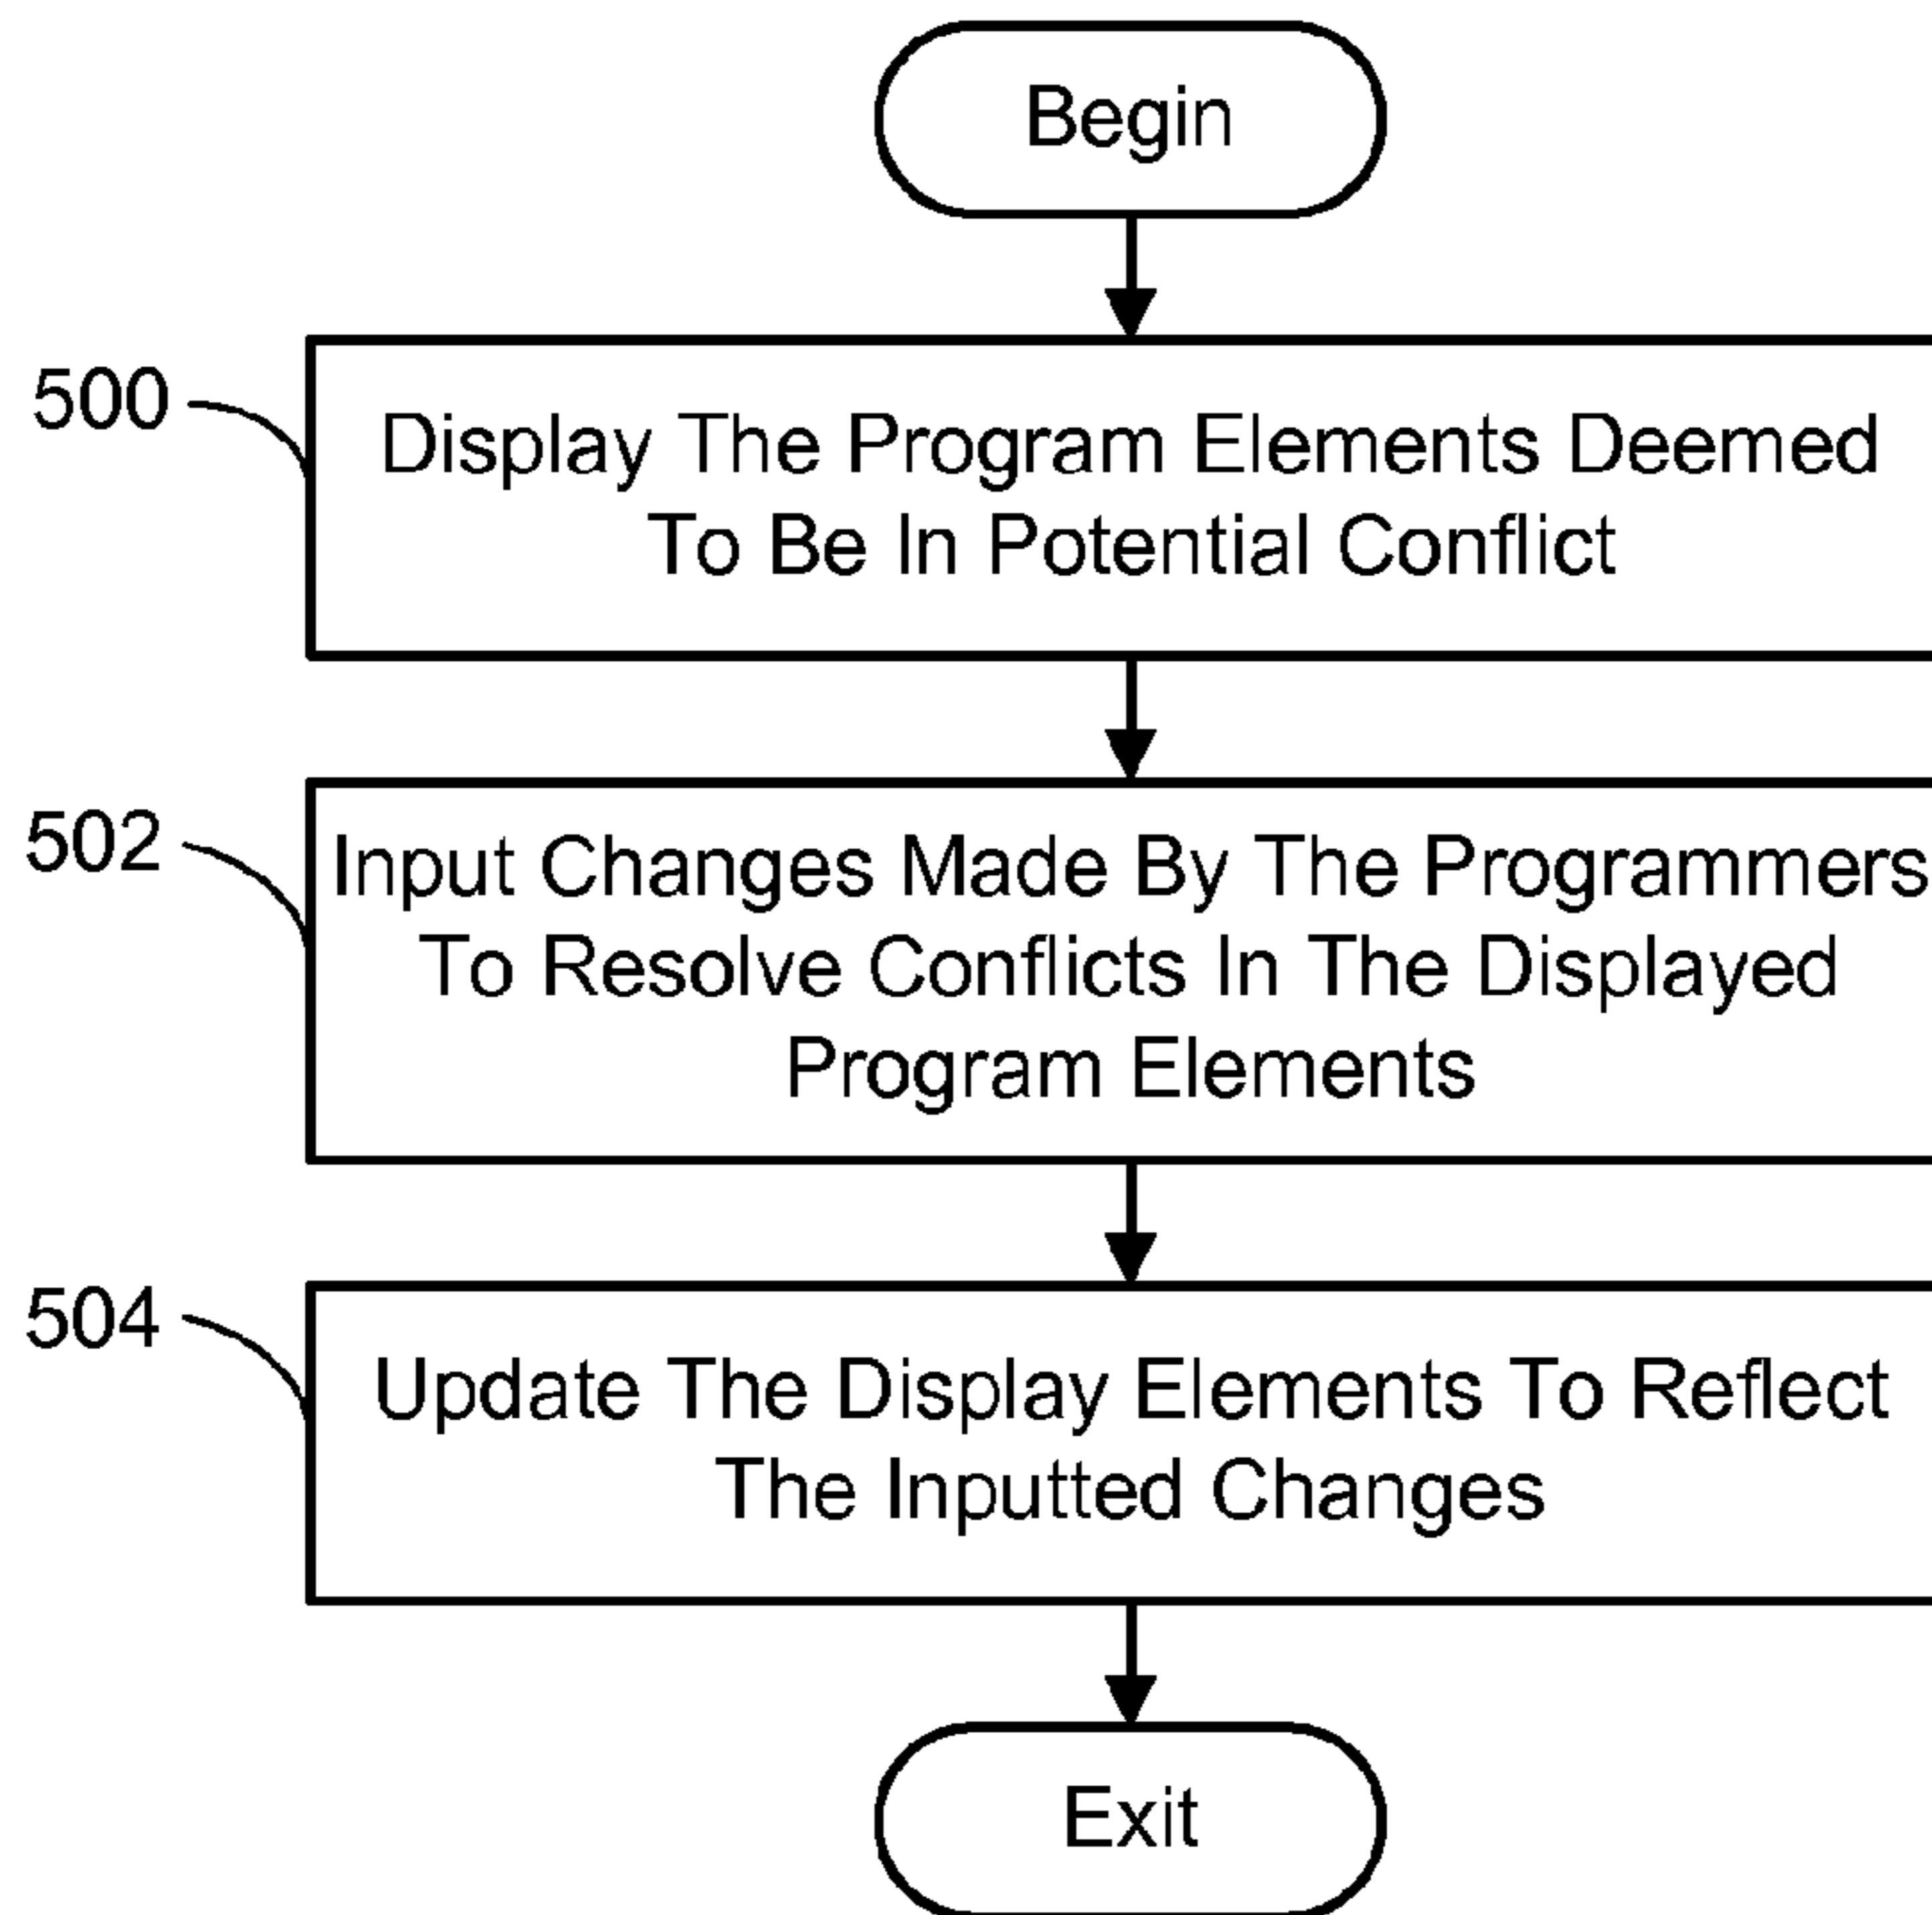 Begin
500
Display The Program Elements Deemed
To Be In Potential Conflict
502
Input Changes Made By The Programmers
To Resolve Conflicts In The Displayed
Program Elements
504
Update The Display Elements To Reflect
The Inputted Changes
Exit